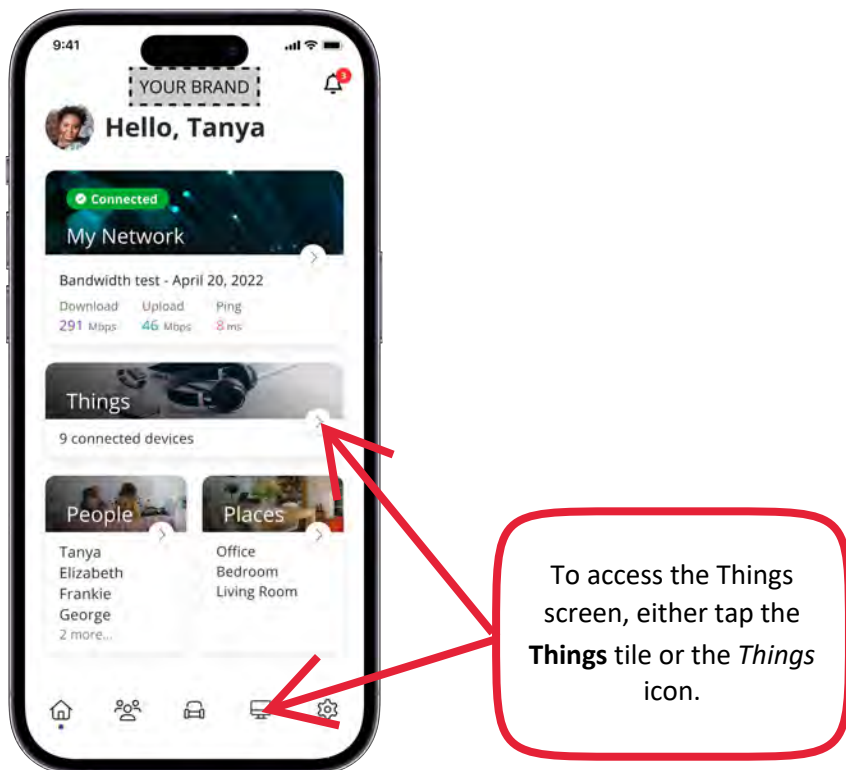 9:41
YOUR BRAND
3
Hello, Tanya
Connected
My Network
Bandwidth test - April 20, 2022
Download Upload Ping
291 Mbps 46 Mbps 8 ms
Things
9 connected devices
People Places
Tanya Office
Elizabeth Bedroom
Frankie Living Room
George
2 more...
To access the Things
screen, either tap the
Things tile or the Things
icon.